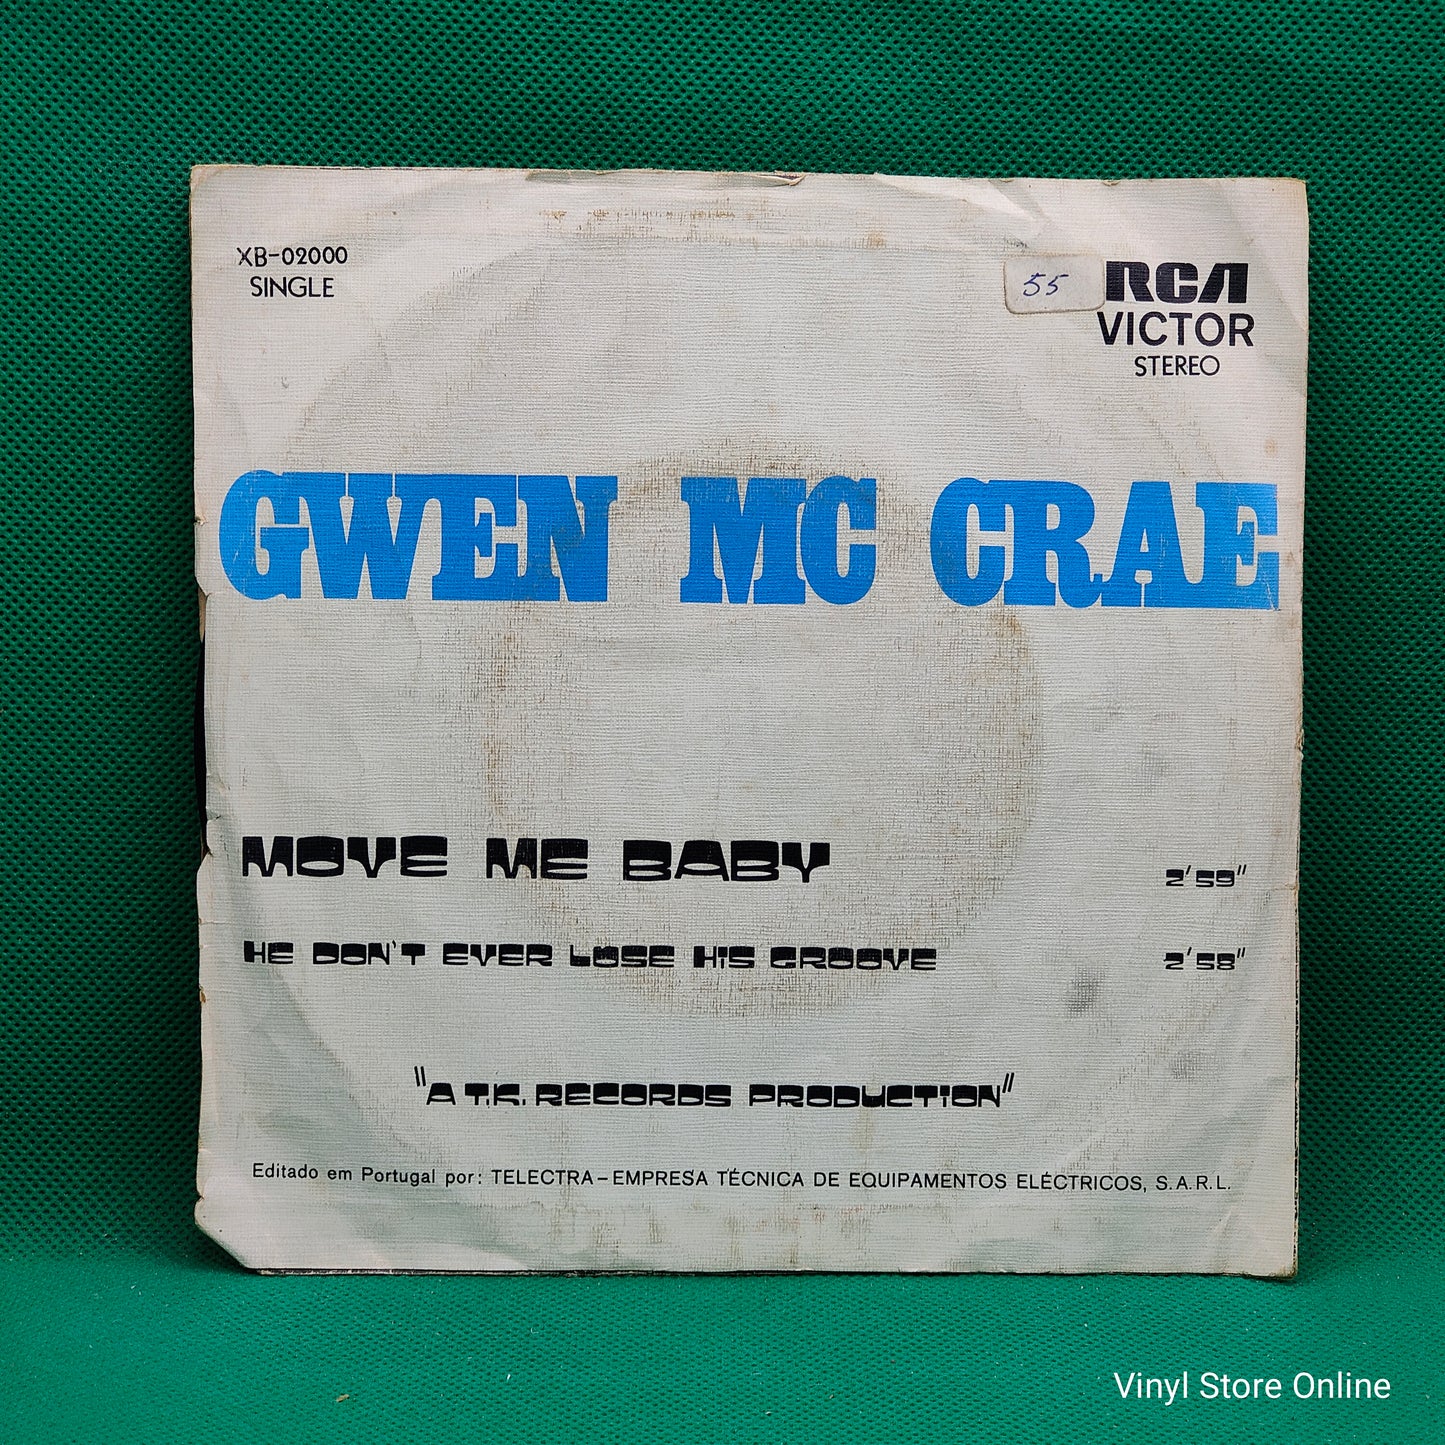 XB-02000
SINGLE
55
RCA
VICTOR
STEREO
GWEN MC CRAE
MOVE ME BABY 2'59"
HE DON'T EVER LOSE HIS GROOVE 2'58"
"A T.K. RECORDS PRODUCTION"
Editado em Portugal por: TELECTRA – EMPRESA TÉCNICA DE EQUIPAMENTOS ELÉCTRICOS, S.A.R.L.
Vinyl Store Online